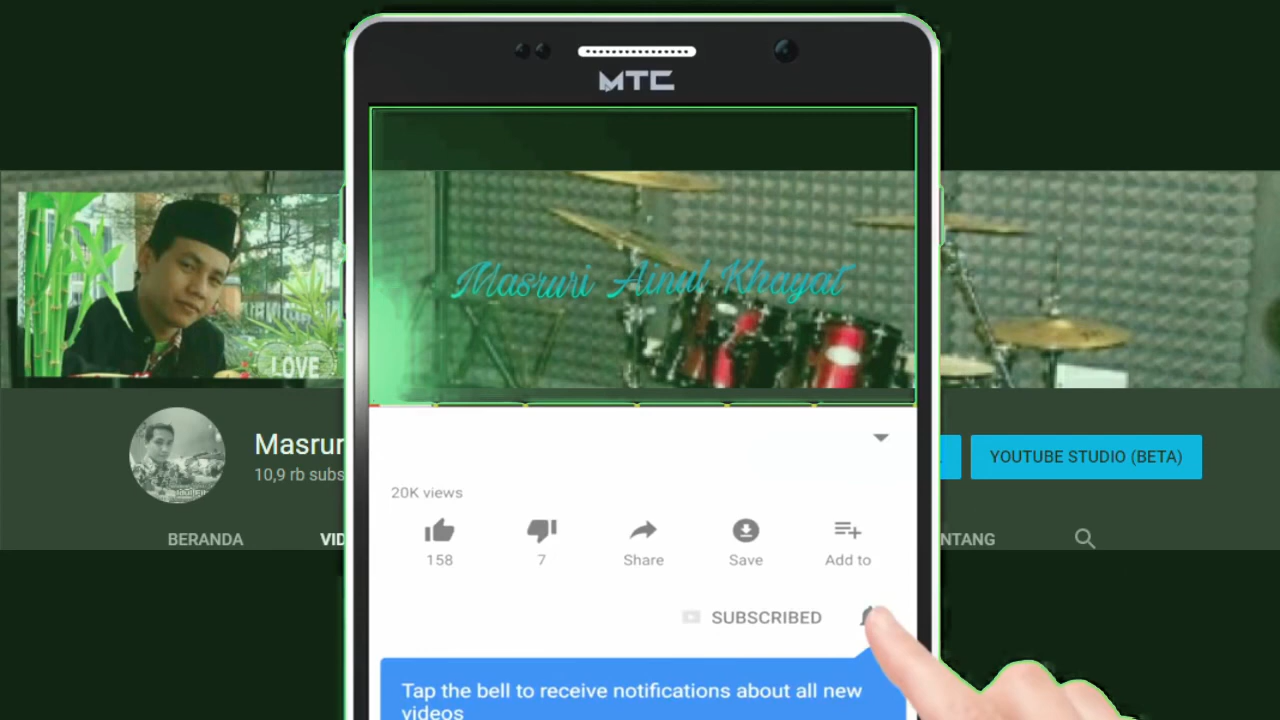 MTC
Masruri Ainul Khayat
LOVE
Masrur
10,9 rb subs
YOUTUBE STUDIO (BETA)
BERANDA
VID
NTANG
20K views
158
7
Share
Save
Add to
SUBSCRIBED
Tap the bell to receive notifications about all new
videos